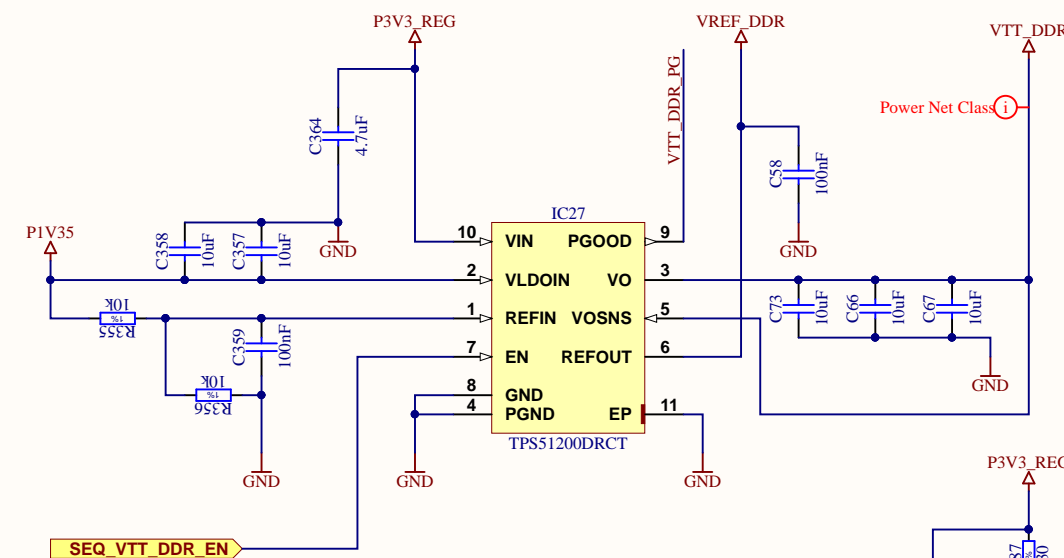 P3V3_REG
VREF_DDR
VTT_DDR
VTT_DDR_PG
Power Net Class i
C364
4.7uF
C58
100nF
GND
IC27
P1V35
C358
10uF
C357
10uF
GND
10 VIN PGOOD 9
2 VLDOIN VO 3
1 REFIN VOSNS 5
7 EN REFOUT 6
8 GND
4 PGND EP 11
TPS51200DRCT
10k
1%
R355
C359
100nF
10k
1%
R356
C73
10uF
C66
10uF
C67
10uF
GND
GND
GND
GND
P3V3_REG
SEQ_VTT_DDR_EN